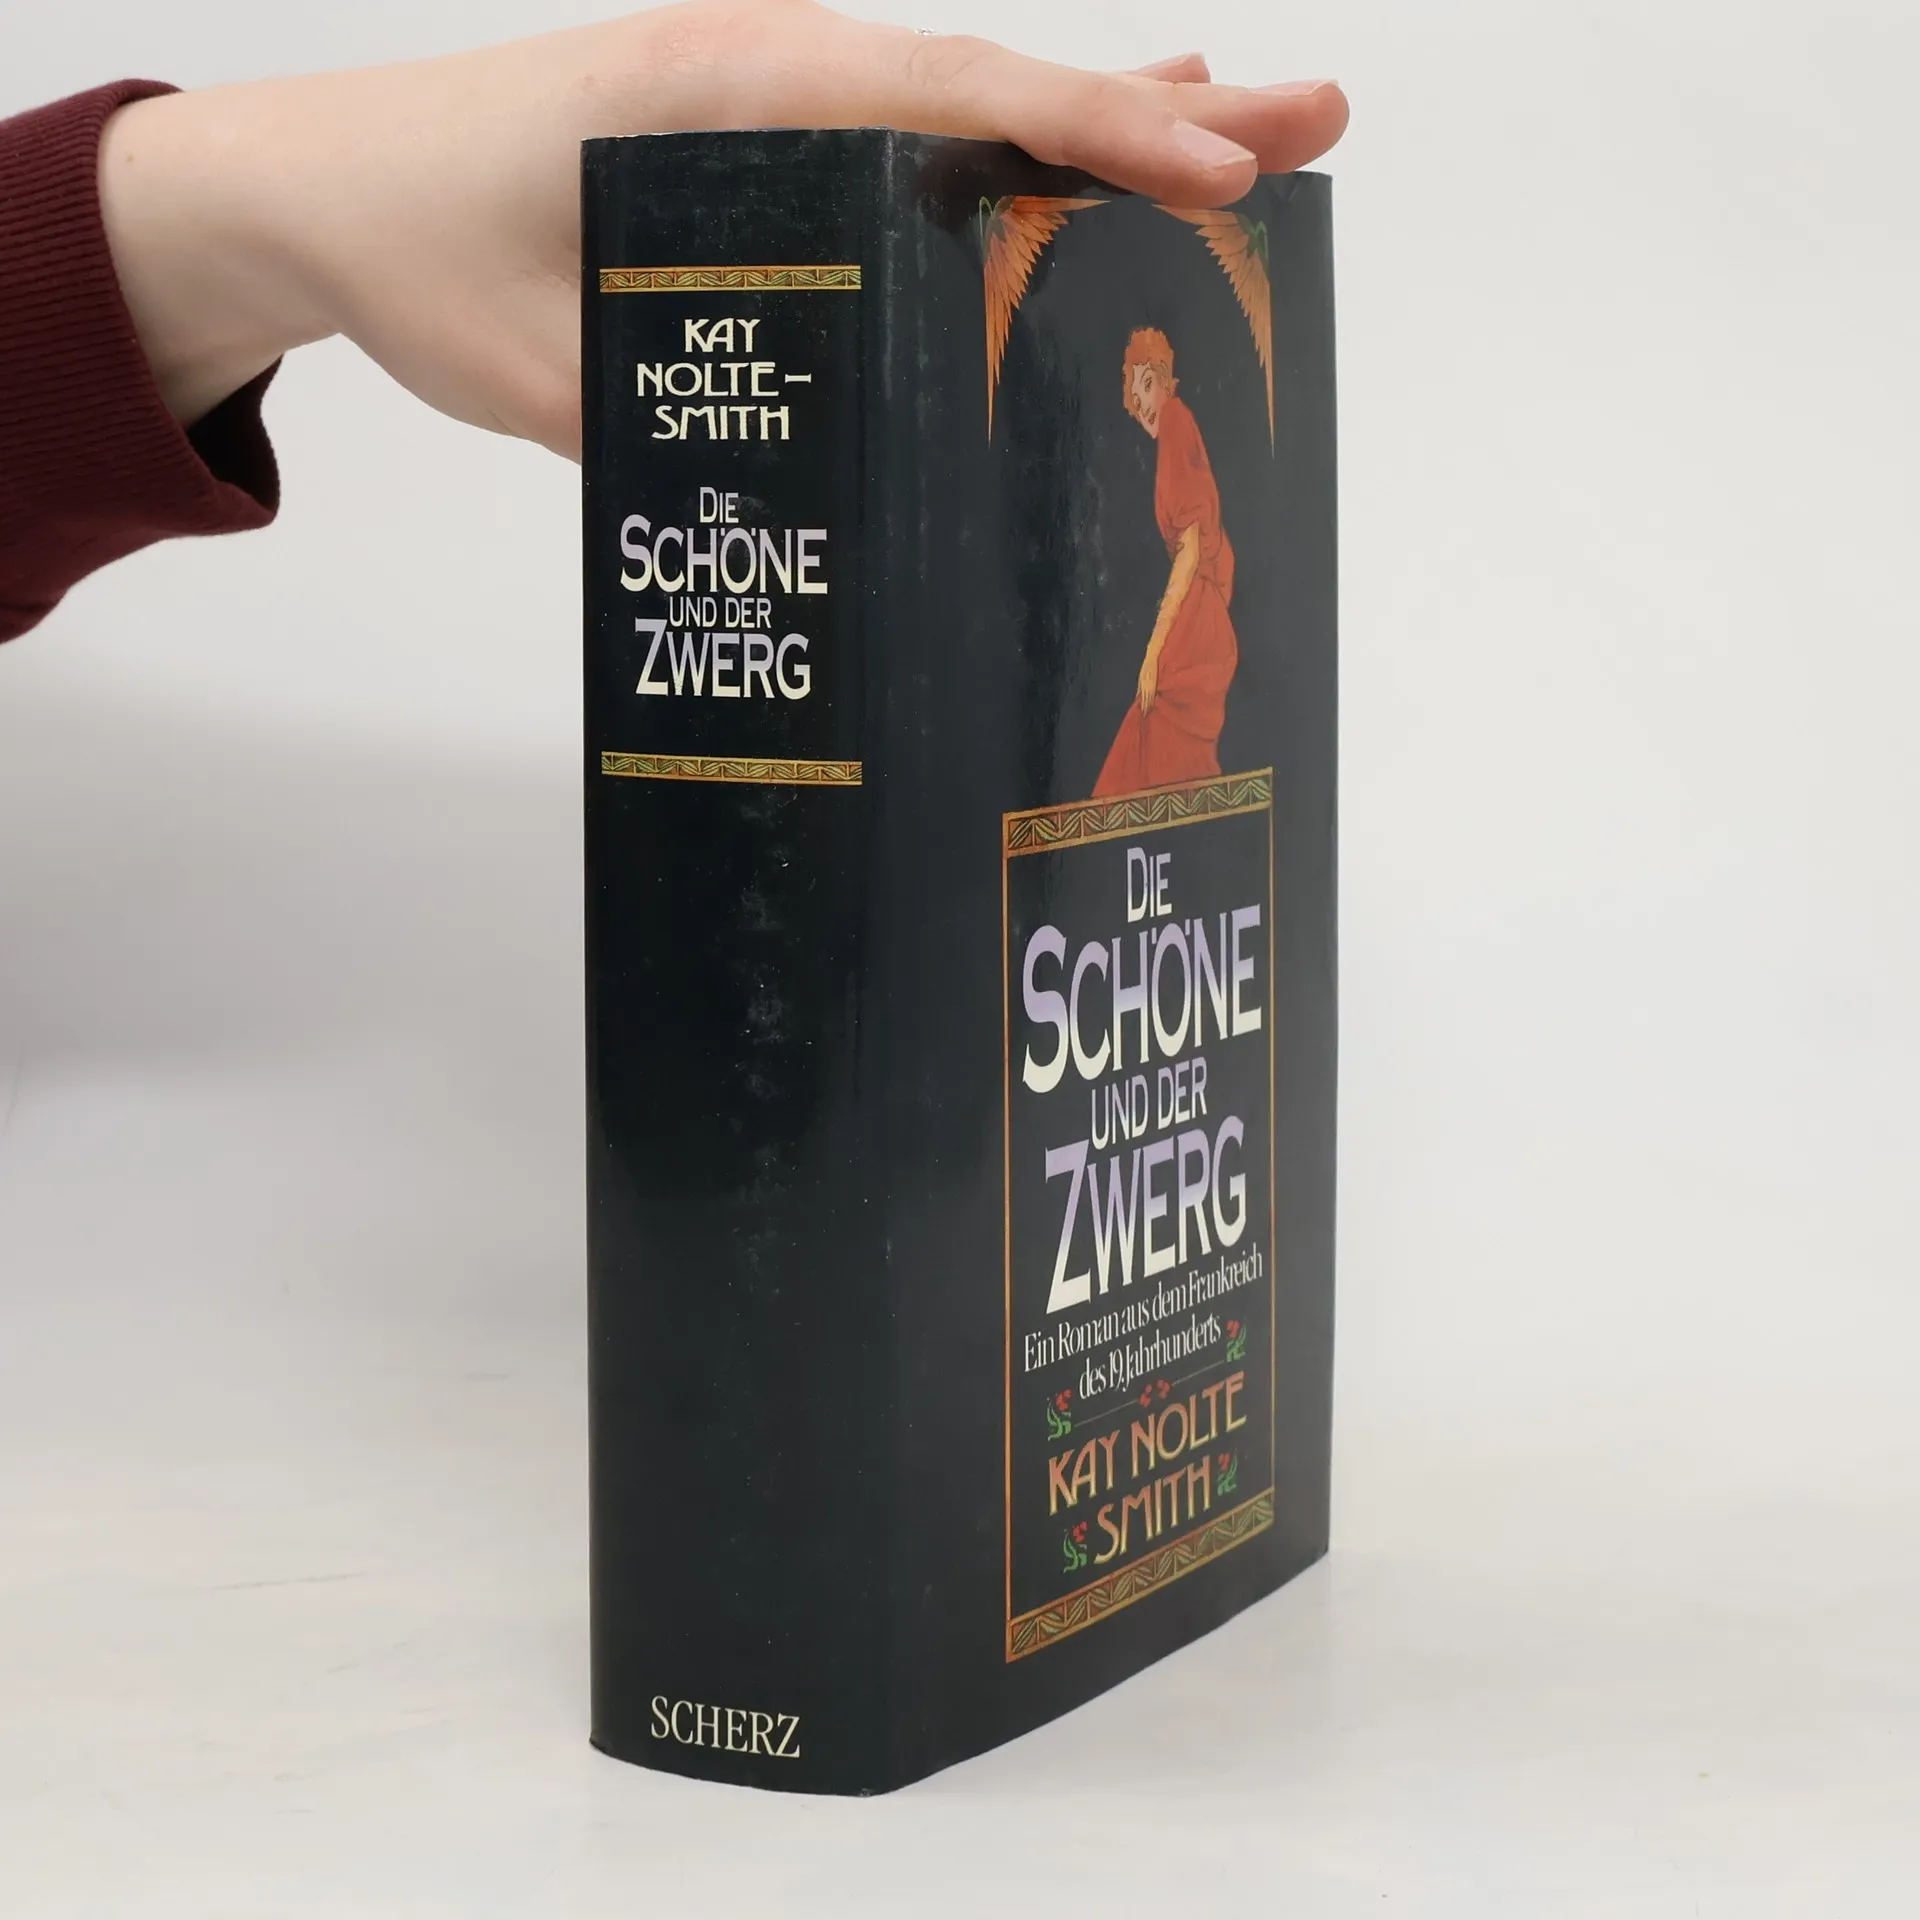 KAY
NOLTE-
SMITH
DIE
SCHÖNE
UND DER
ZWERG
SCHERZ
DIE
SCHÖNE
UND DER
ZWERG
Ein Roman aus dem Frankreich
des 19. Jahrhunderts
KAY NOLTE
SMITH